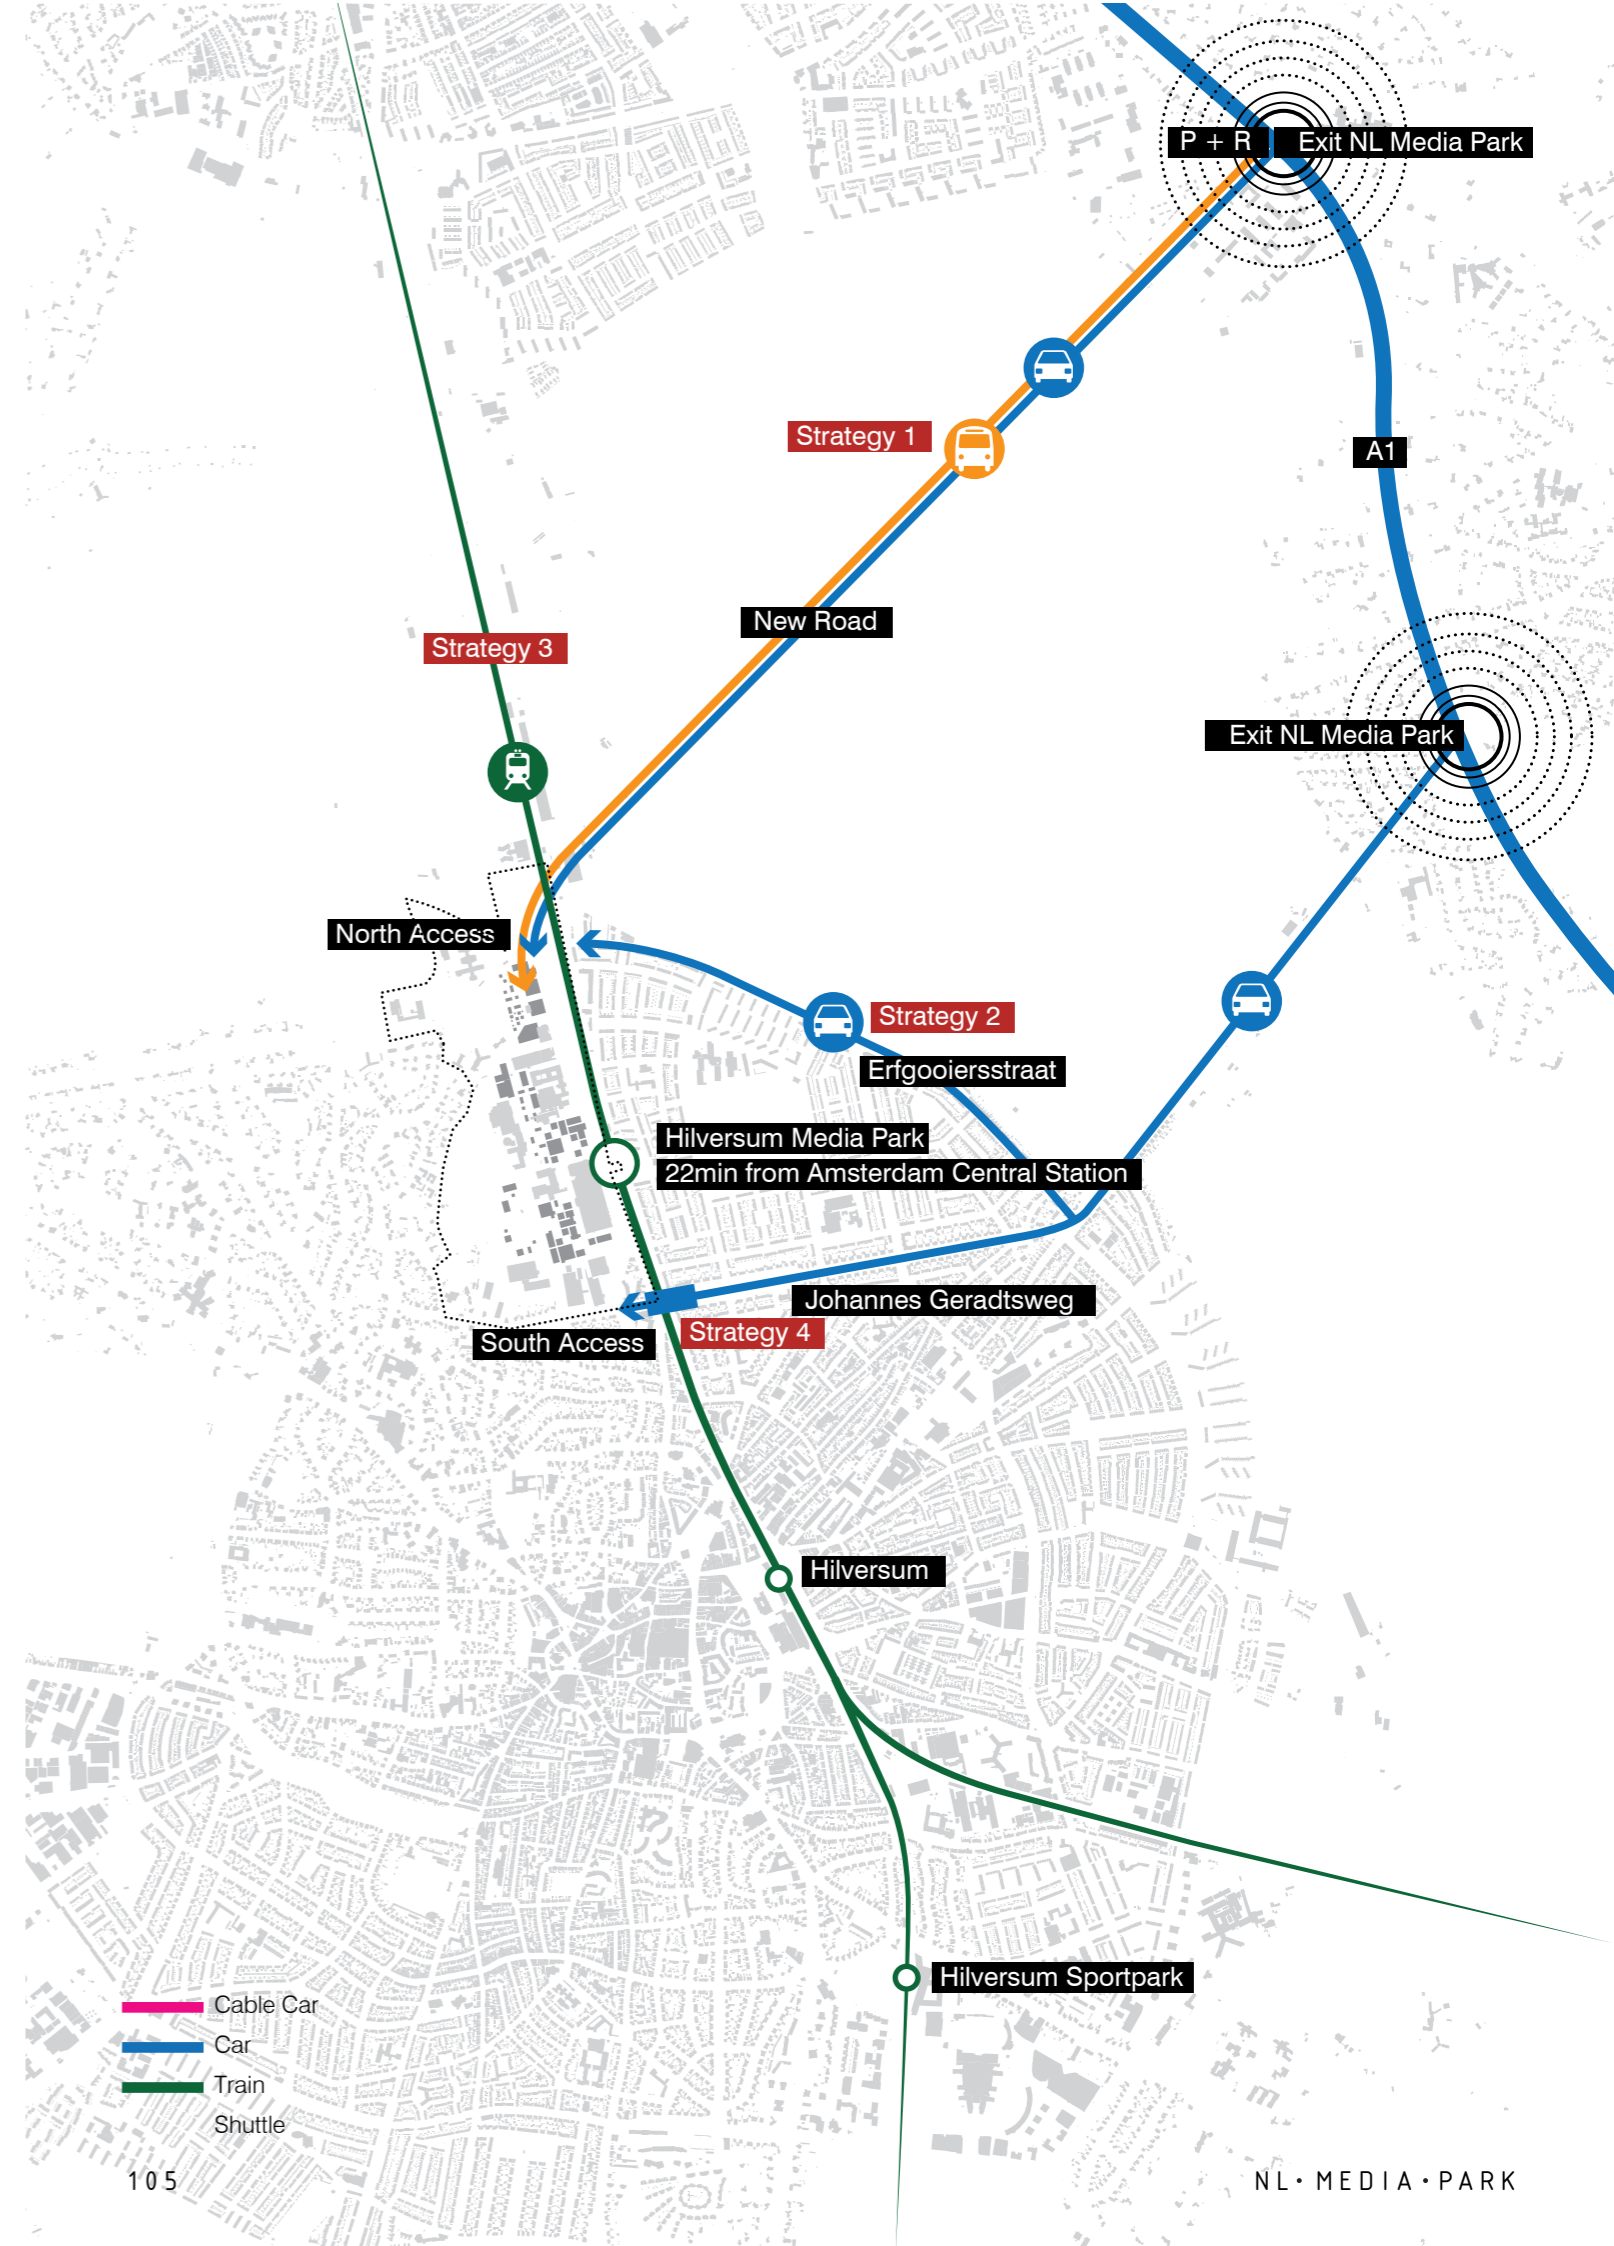 P + R
Exit NL Media Park
Strategy 1
A1
New Road
Strategy 3
Exit NL Media Park
North Access
Strategy 2
Erfgooiersstraat
Hilversum Media Park
22min from Amsterdam Central Station
Johannes Geradtsweg
Strategy 4
South Access
Hilversum
Hilversum Sportpark
Cable Car
Car
Train
Shuttle
105
NL·MEDIA·PARK